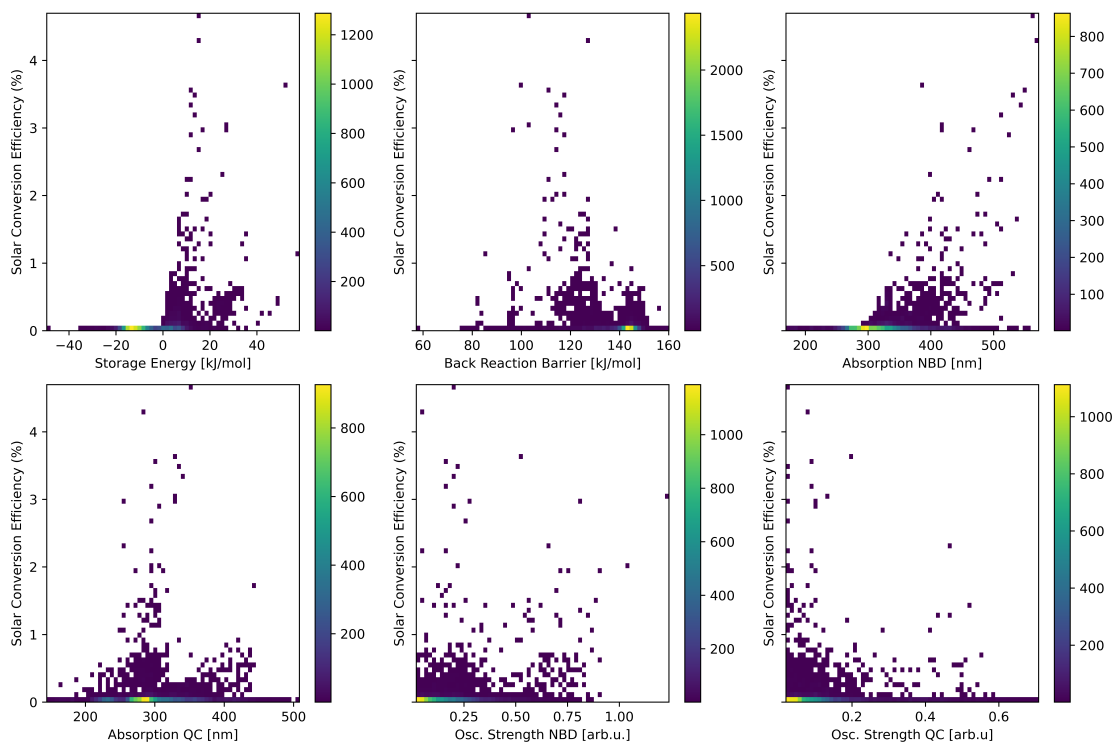 Solar Conversion Efficiency (%)
4
3
2
1
0
−40 −20 0 20 40
Storage Energy [kJ/mol]
1200
1000
800
600
400
200
Solar Conversion Efficiency (%)
60 80 100 120 140 160
Back Reaction Barrier [kJ/mol]
2000
1500
1000
500
Solar Conversion Efficiency (%)
200 300 400 500
Absorption NBD [nm]
800
700
600
500
400
300
200
100
Solar Conversion Efficiency (%)
4
3
2
1
0
200 300 400 500
Absorption QC [nm]
800
600
400
200
Solar Conversion Efficiency (%)
0.25 0.50 0.75 1.00
Osc. Strength NBD [arb.u.]
1000
800
600
400
200
Solar Conversion Efficiency (%)
0.2 0.4 0.6
Osc. Strength QC [arb.u]
1000
800
600
400
200